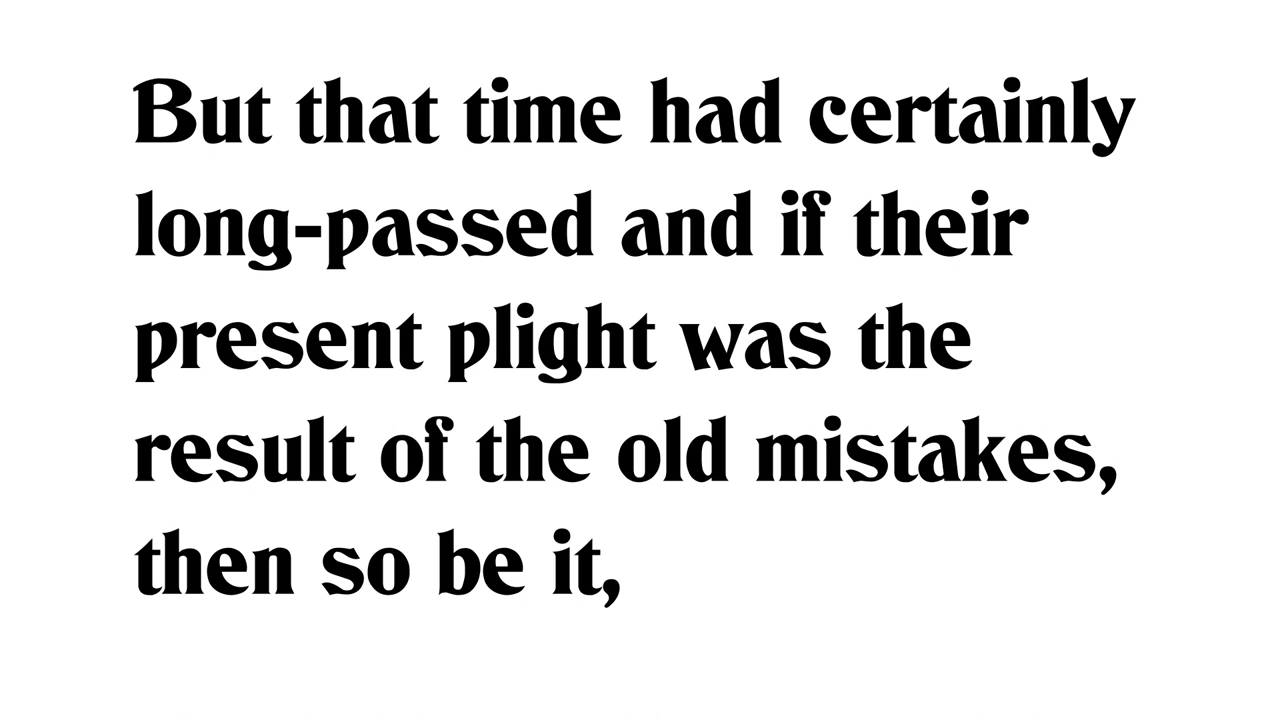 But that time had certainly
long-passed and if their
present plight was the
result of the old mistakes,
then so be it,